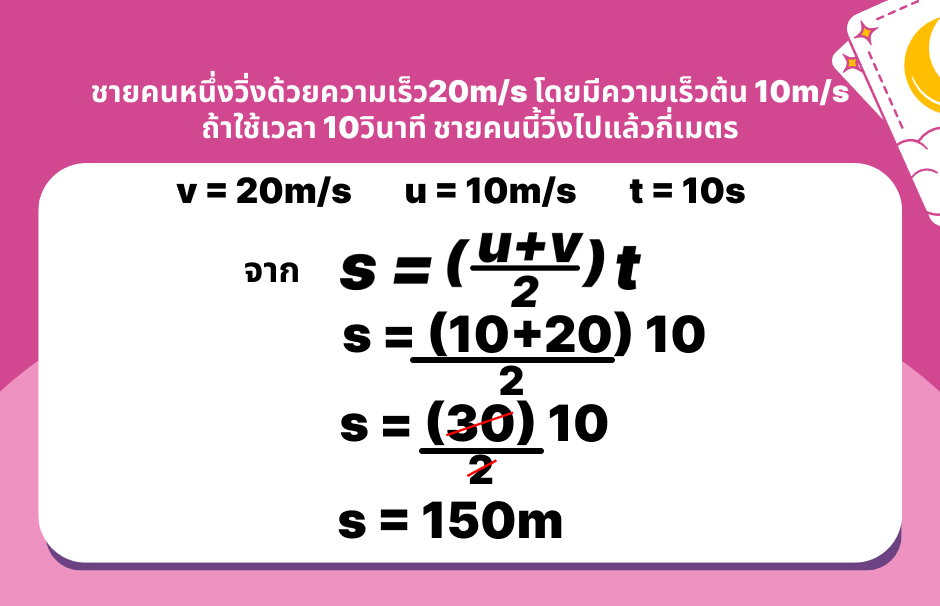 ชายคนหนึ่งวิ่งด้วยความเร็ว20m/s โดยมีความเร็วต้น 10m/s
ถ้าใช้เวลา 10วินาที ชายคนนี้วิ่งไปแล้วกี่เมตร
v = 20m/s u = 10m/s t = 10s
จาก s = (u+v/2) t
s = (10+20) 10
2
s = (30) 10
2
s = 150m